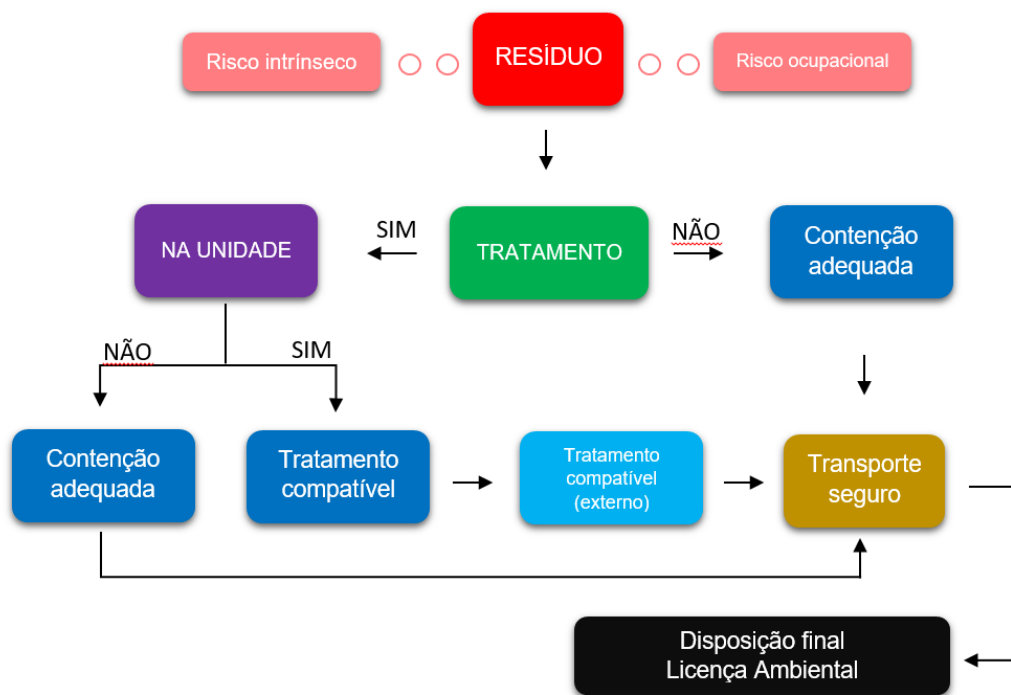 Risco intrínseco
RESÍDUO
Risco ocupacional
NA UNIDADE
SIM
TRATAMENTO
NÃO
Contenção
adequada
NÃO
SIM
Contenção
adequada
Tratamento
compatível
Tratamento
compatível
(externo)
Transporte
seguro
Disposição final
Licença Ambiental